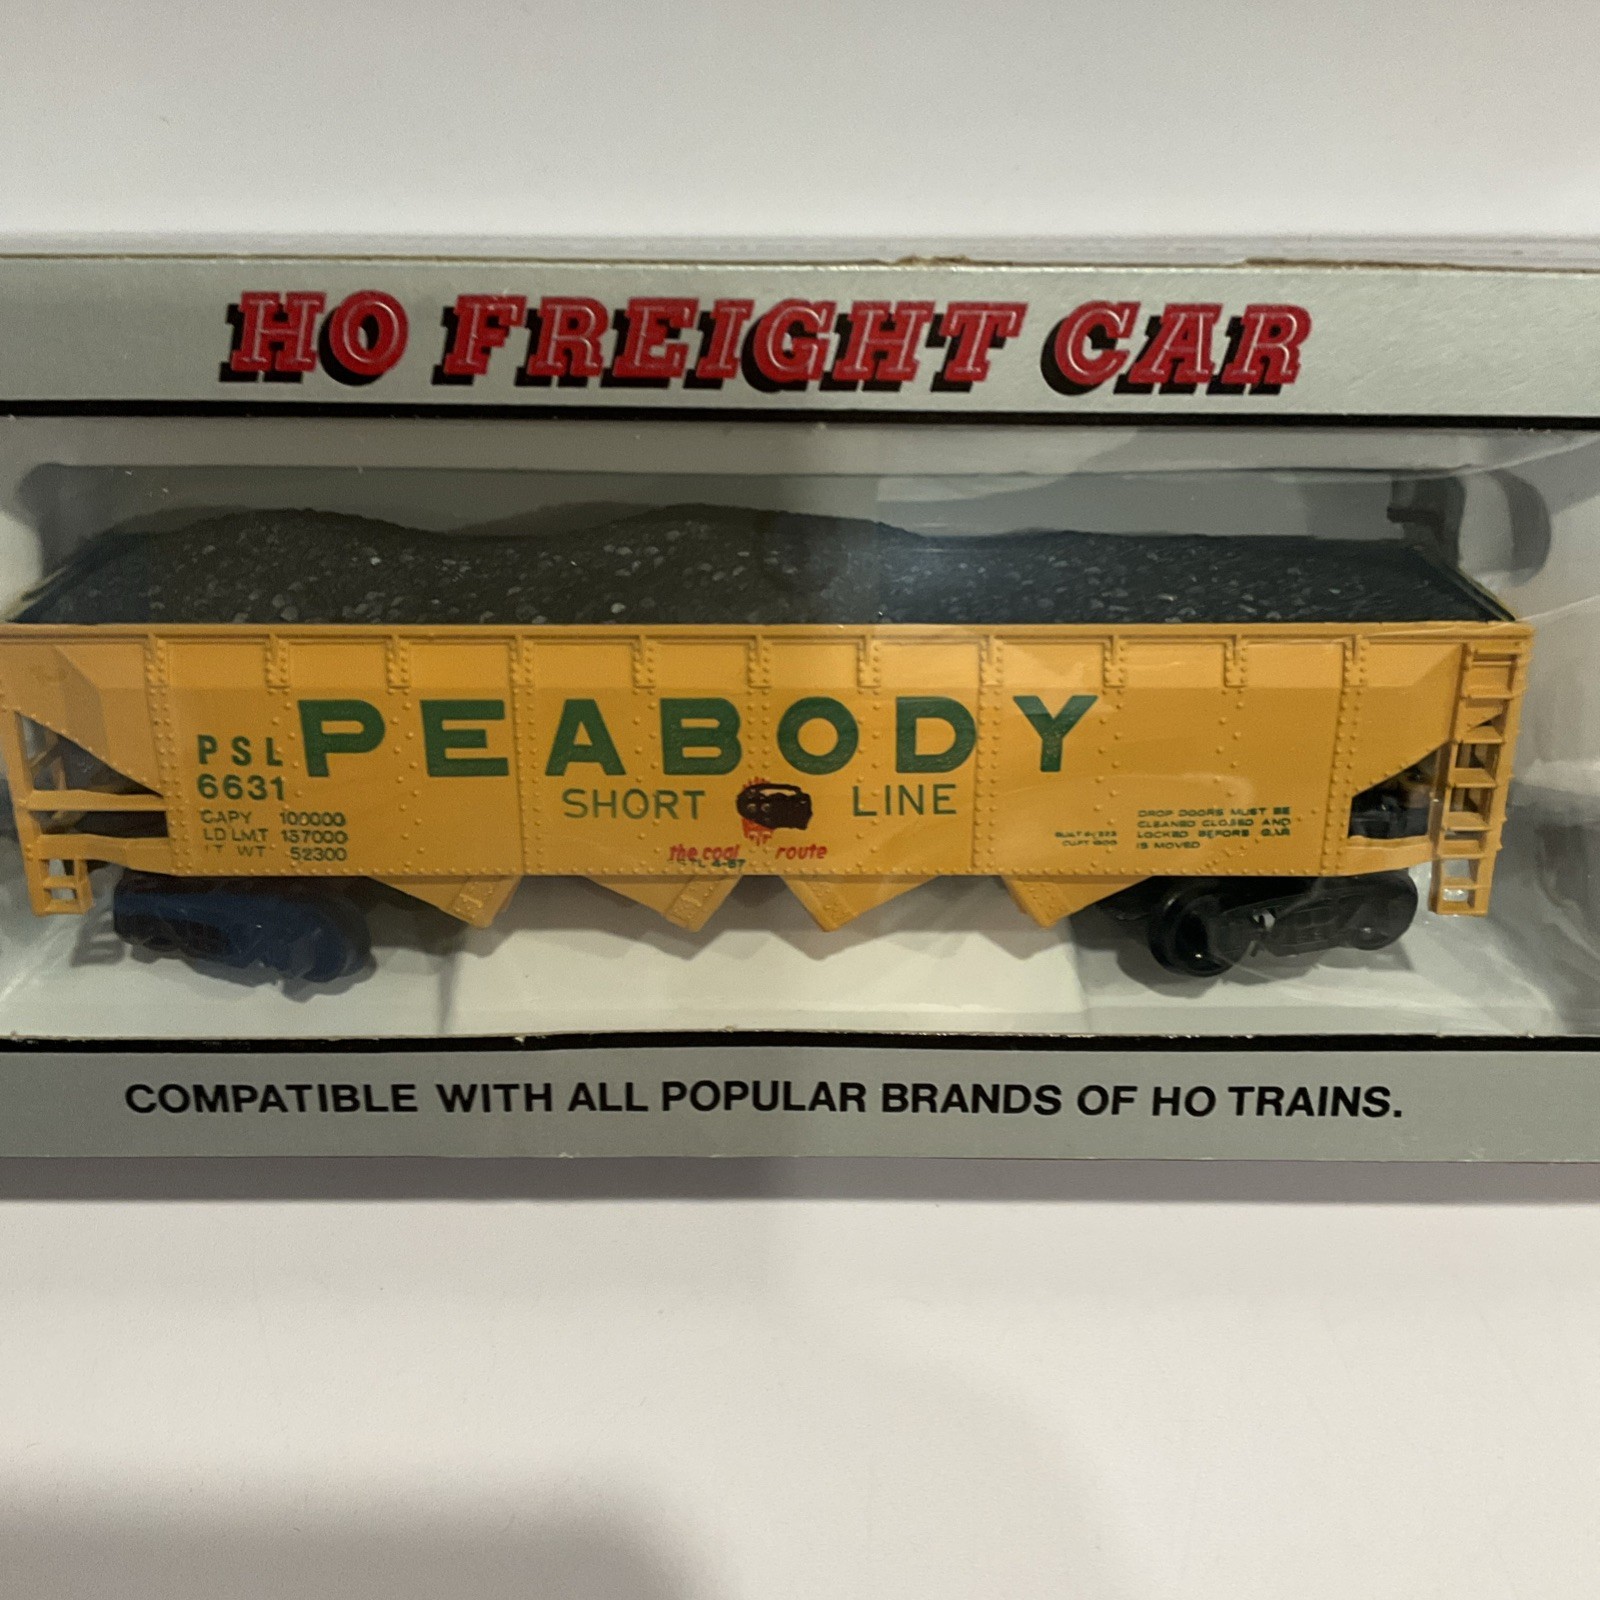 HO FREIGHT CAR
PEABODY
PSL
6631
SHORT LINE
CAPY 100000
LD LMT 157000
LT WT 52300
the coal route
DROP DOORS MUST BE
CLEANED CLOSED AND
LOCKED BEFORE CAR
IS MOVED
COMPATIBLE WITH ALL POPULAR BRANDS OF HO TRAINS.